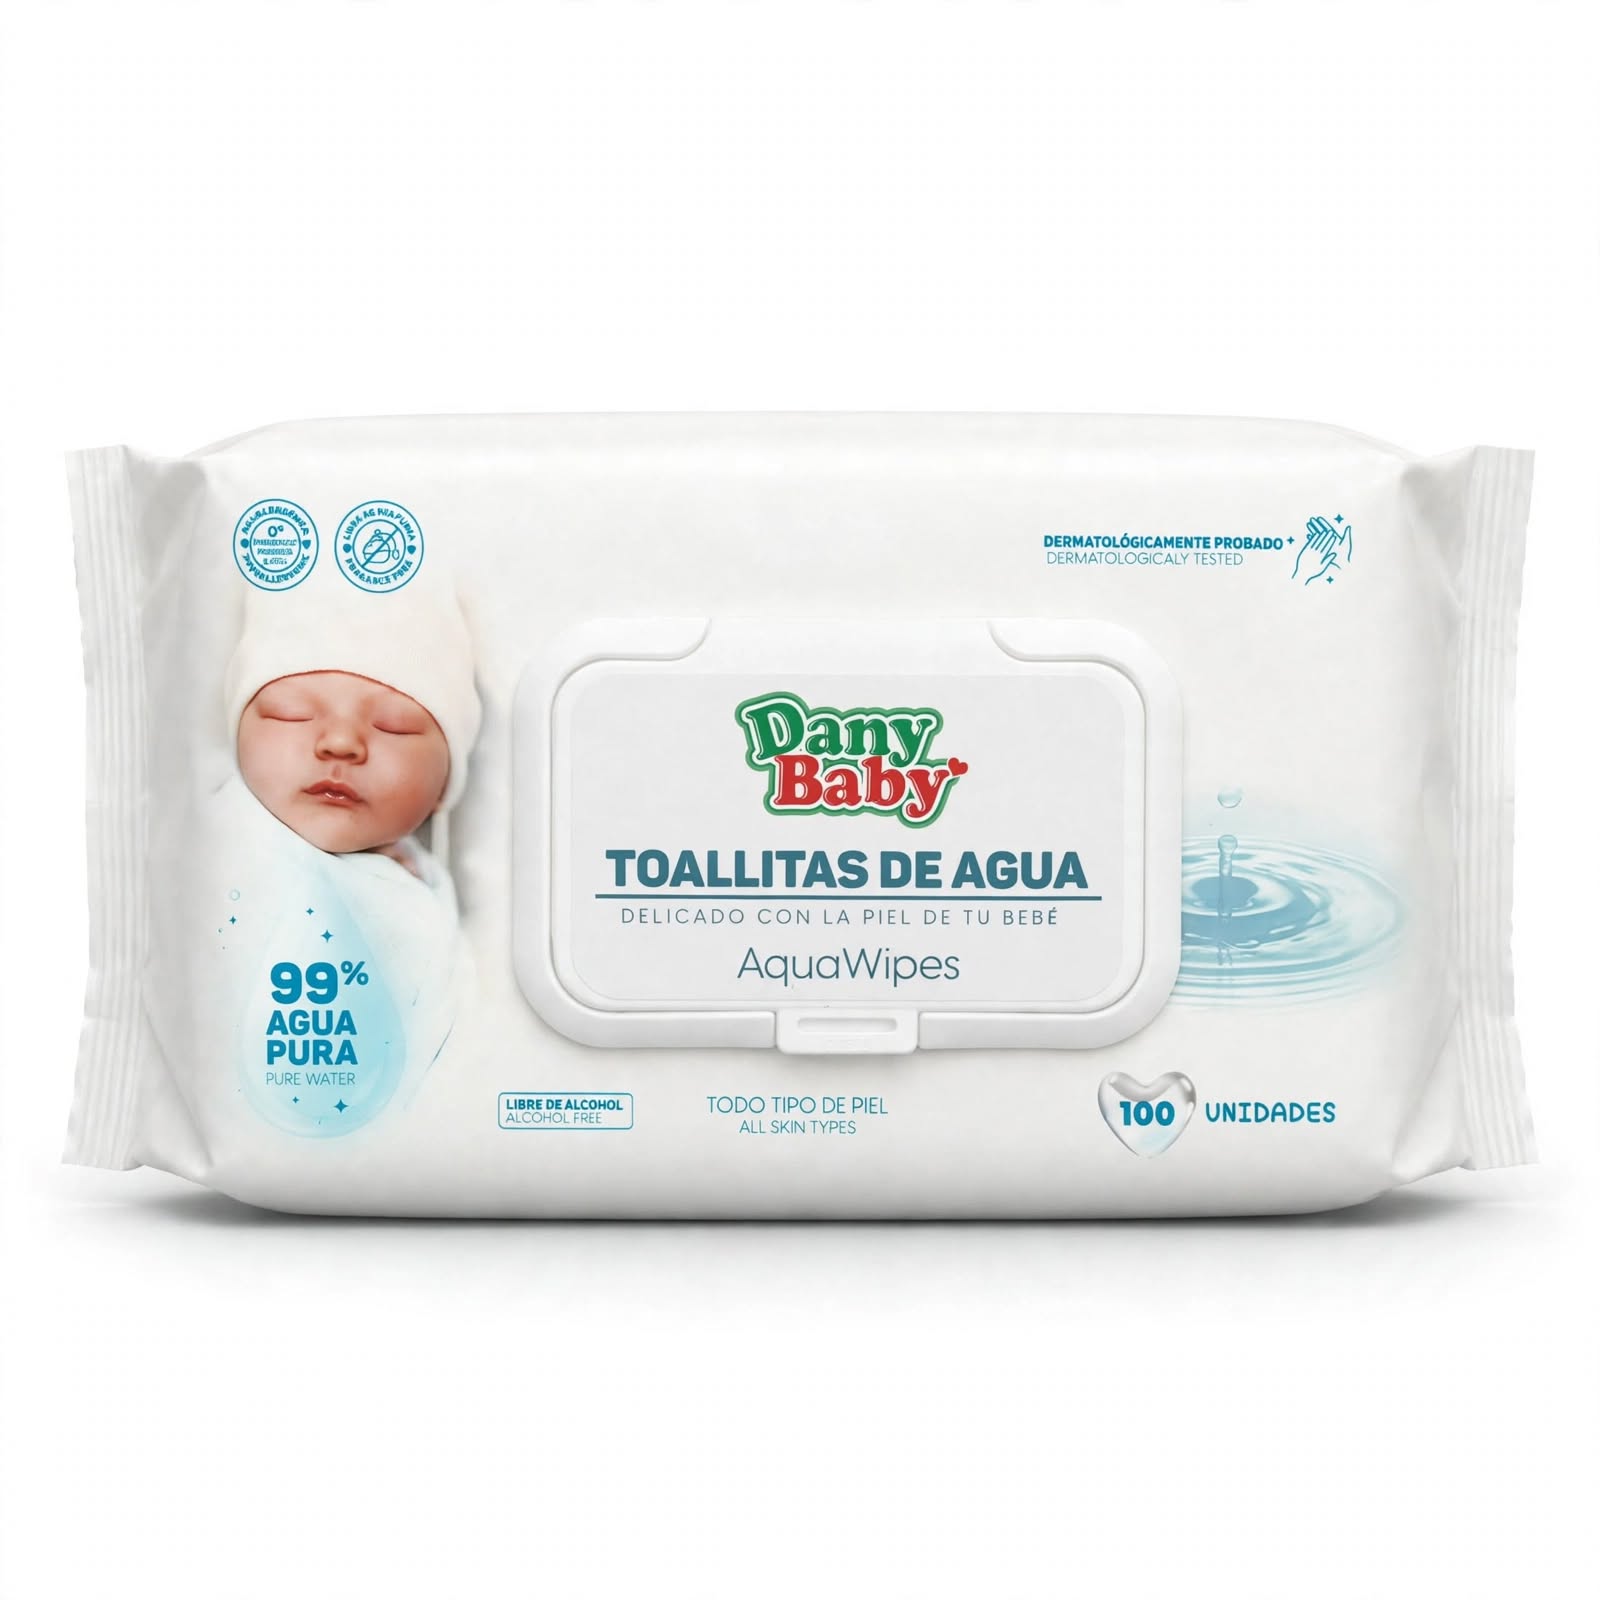 0%
DERMATOLÓGICAMENTE PROBADO
DERMATOLOGICALY TESTED
Dany
Baby
TOALLITAS DE AGUA
DELICADO CON LA PIEL DE TU BEBÉ
AquaWipes
99%
AGUA
PURA
PURE WATER
LIBRE DE ALCOHOL
ALCOHOL FREE
TODO TIPO DE PIEL
ALL SKIN TYPES
100 UNIDADES